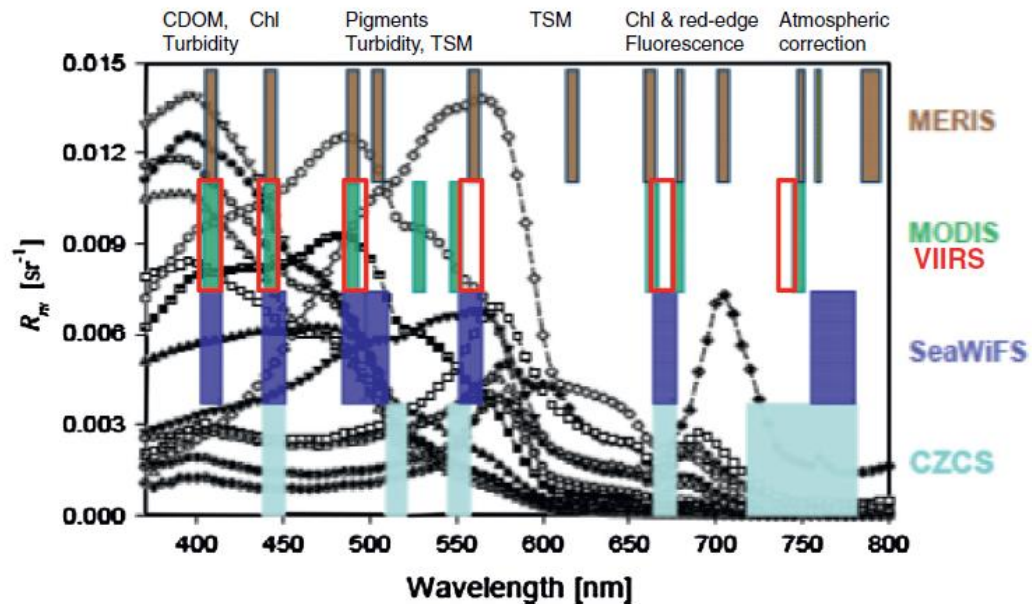 CDOM, Chl Pigments TSM Chl & red-edge Atmospheric
Turbidity Turbidity, TSM Fluorescence correction
0.015
0.012
0.009
0.006
0.003
0.000
Rrs [sr-1]
MERIS
MODIS
VIIRS
SeaWiFS
CZCS
400 450 500 550 600 650 700 750 800
Wavelength [nm]